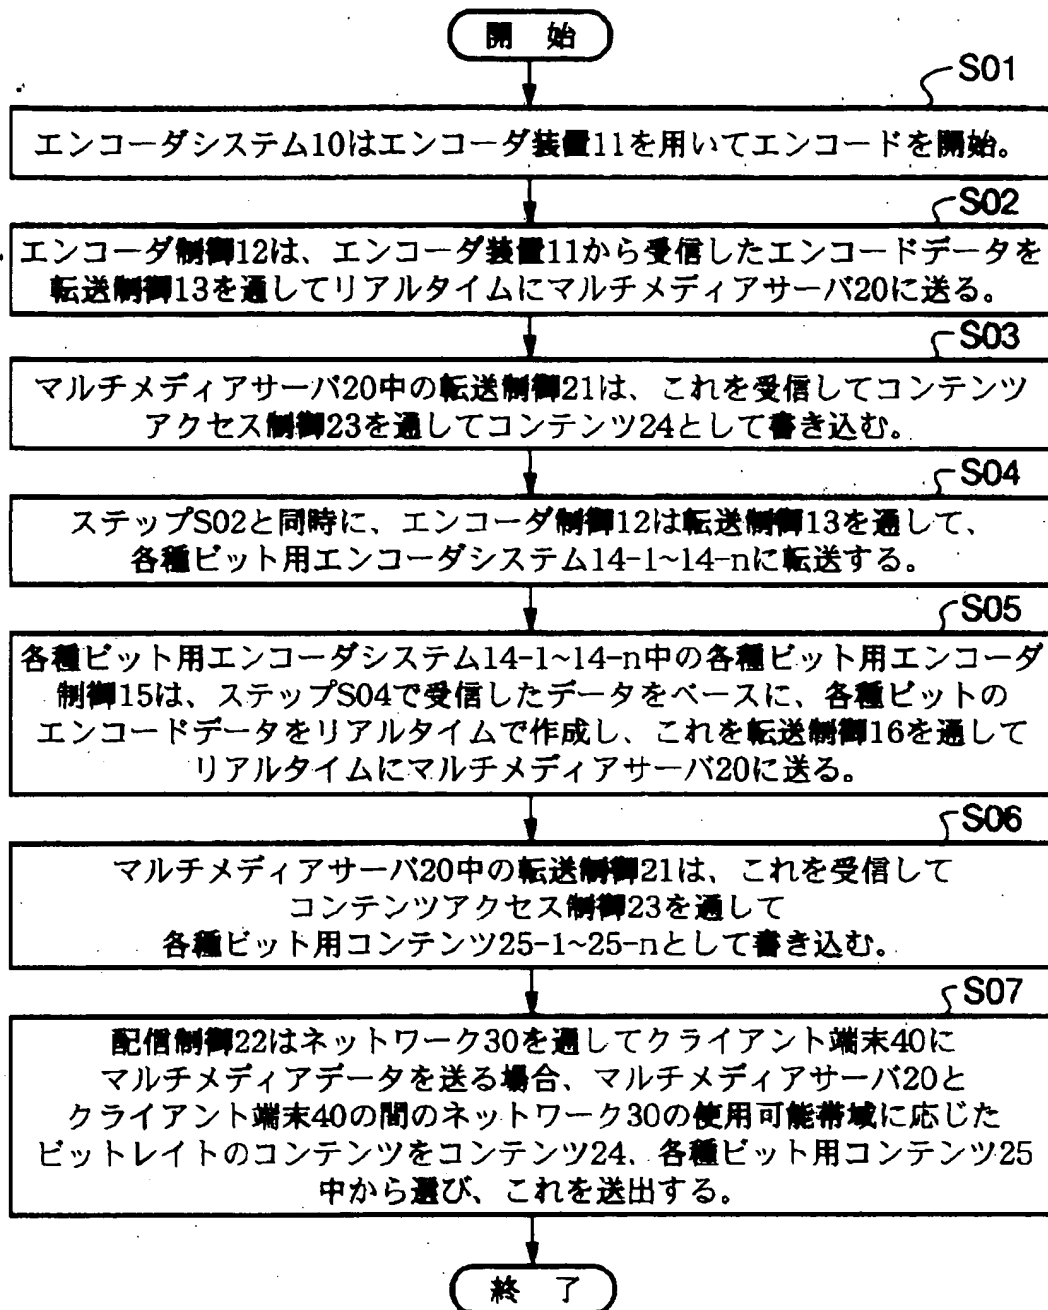 開 始
S01
エンコーダシステム10はエンコーダ装置11を用いてエンコードを開始。
S02
エンコーダ制御12は、エンコーダ装置11から受信したエンコードデータを
転送制御13を通してリアルタイムにマルチメディアサーバ20に送る。
S03
マルチメディアサーバ20中の転送制御21は、これを受信してコンテンツ
アクセス制御23を通してコンテンツ24として書き込む。
S04
ステップS02と同時に、エンコーダ制御12は転送制御13を通して、
各種ビット用エンコーダシステム14-1~14-nに転送する。
S05
各種ビット用エンコーダシステム14-1~14-n中の各種ビット用エンコーダ
制御15は、ステップS04で受信したデータをベースに、各種ビットの
エンコードデータをリアルタイムで作成し、これを転送制御16を通して
リアルタイムにマルチメディアサーバ20に送る。
S06
マルチメディアサーバ20中の転送制御21は、これを受信して
コンテンツアクセス制御23を通して
各種ビット用コンテンツ25-1~25-nとして書き込む。
S07
配信制御22はネットワーク30を通してクライアント端末40に
マルチメディアデータを送る場合、マルチメディアサーバ20と
クライアント端末40の間のネットワーク30の使用可能帯域に応じた
ビットレイトのコンテンツをコンテンツ24、各種ビット用コンテンツ25
中から選び、これを送出する。
終 了